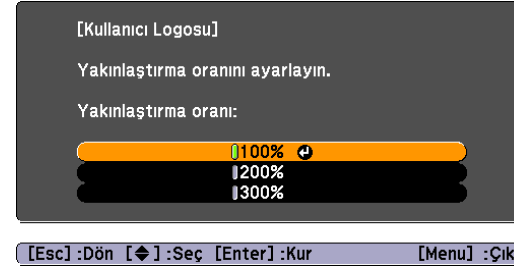 [Kullanıcı Logosu]
Yakınlaştırma oranını ayarlayın.
Yakınlaştırma oranı:
100%
200%
300%
[Esc] :Dön [◆] :Seç [Enter] :Kur [Menu] :Çık